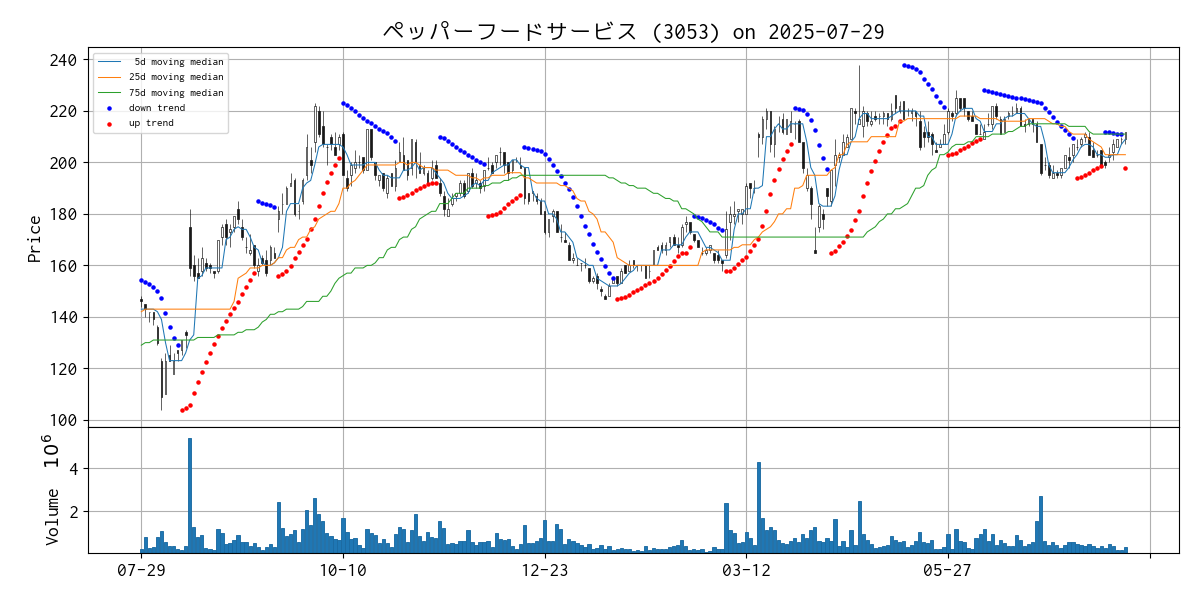 ペッパーフードサービス (3053) on 2025-07-29
5d moving median
25d moving median
75d moving median
down trend
up trend
Price
240
220
200
180
160
140
120
100
Volume 10^6
4
2
07-29
10-10
12-23
03-12
05-27